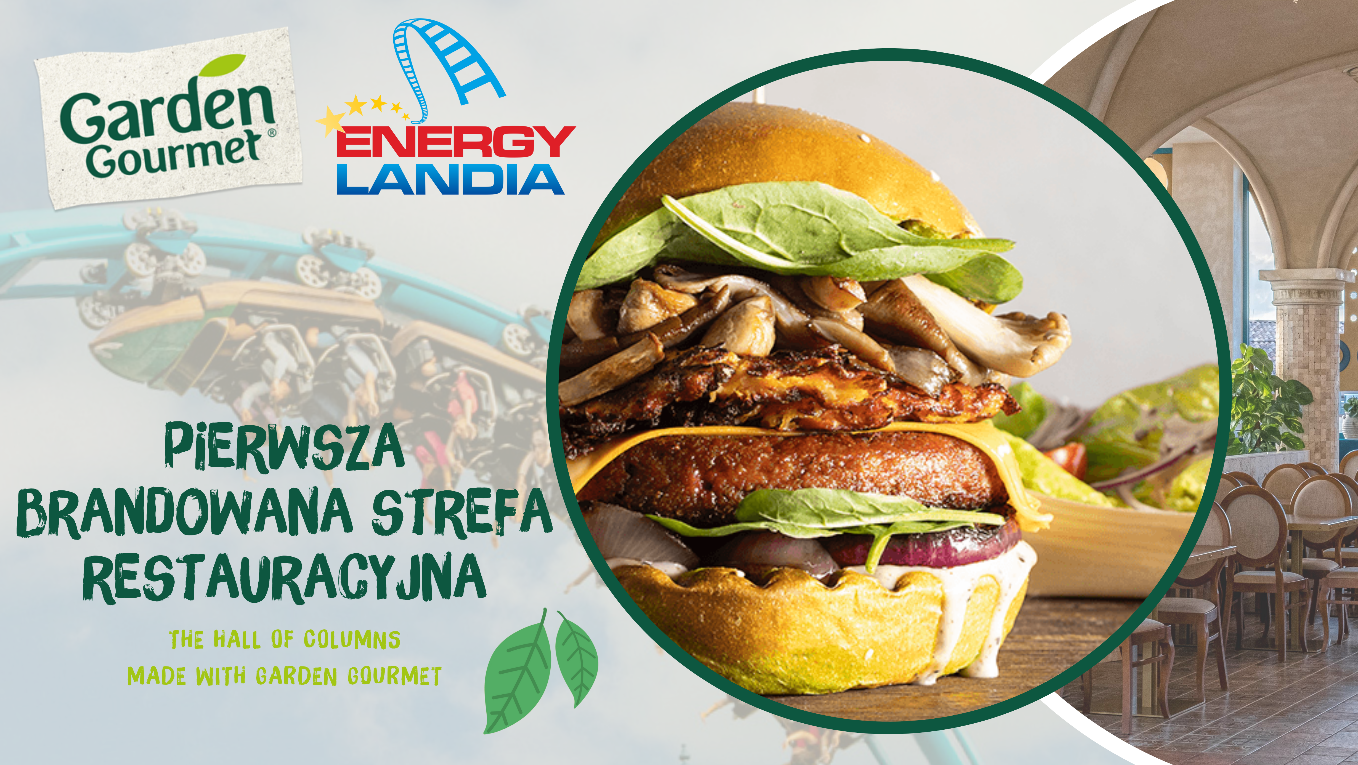 Garden
Gourmet®
ENERGY
LANDIA
PiERWSZA
BRANDOWANA STREFA
RESTAURACYJNA
THE HALL OF COLUMNS
MADE WITH GARDEN GOURMET